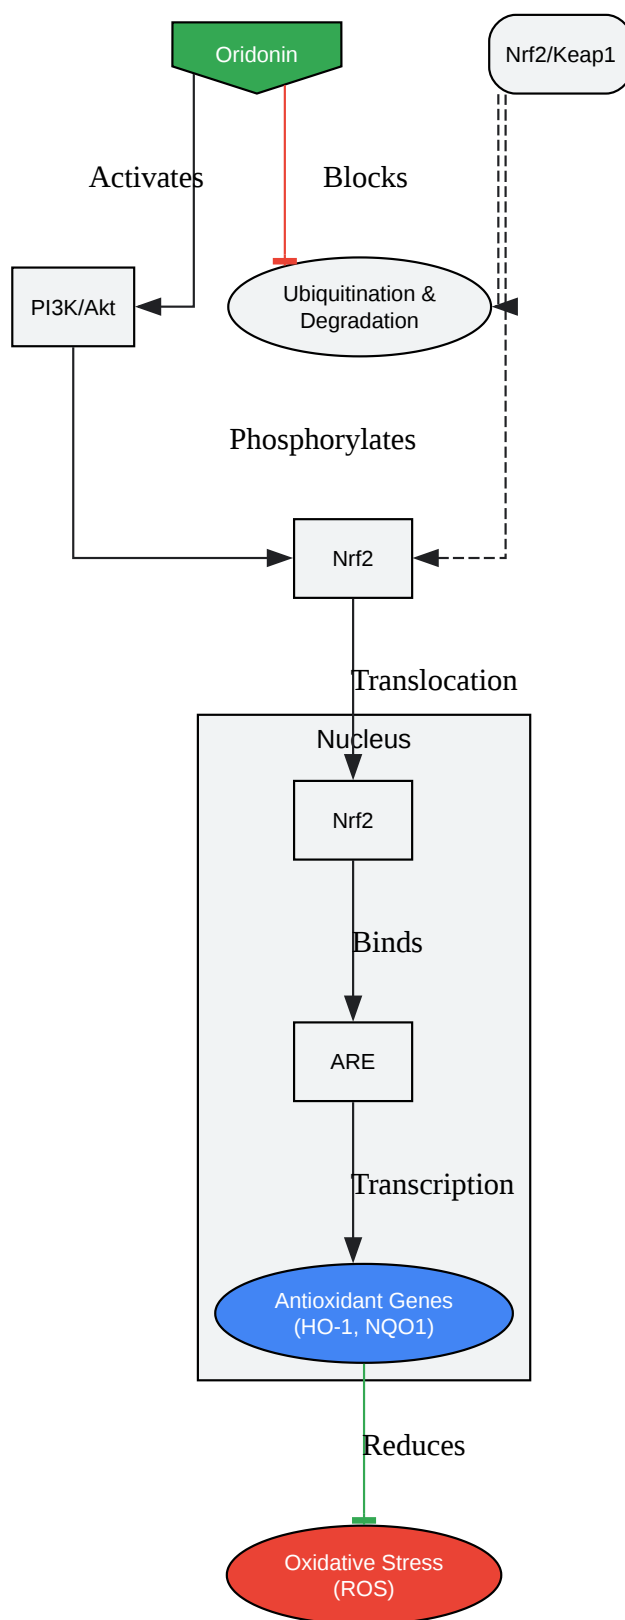 Oridonin
Nrf2/Keap1
Activates
Blocks
PI3K/Akt
Ubiquitination &
Degradation
Phosphorylates
Nrf2
Translocation
Nucleus
Nrf2
Binds
ARE
Transcription
Antioxidant Genes
(HO-1, NQO1)
Reduces
Oxidative Stress
(ROS)